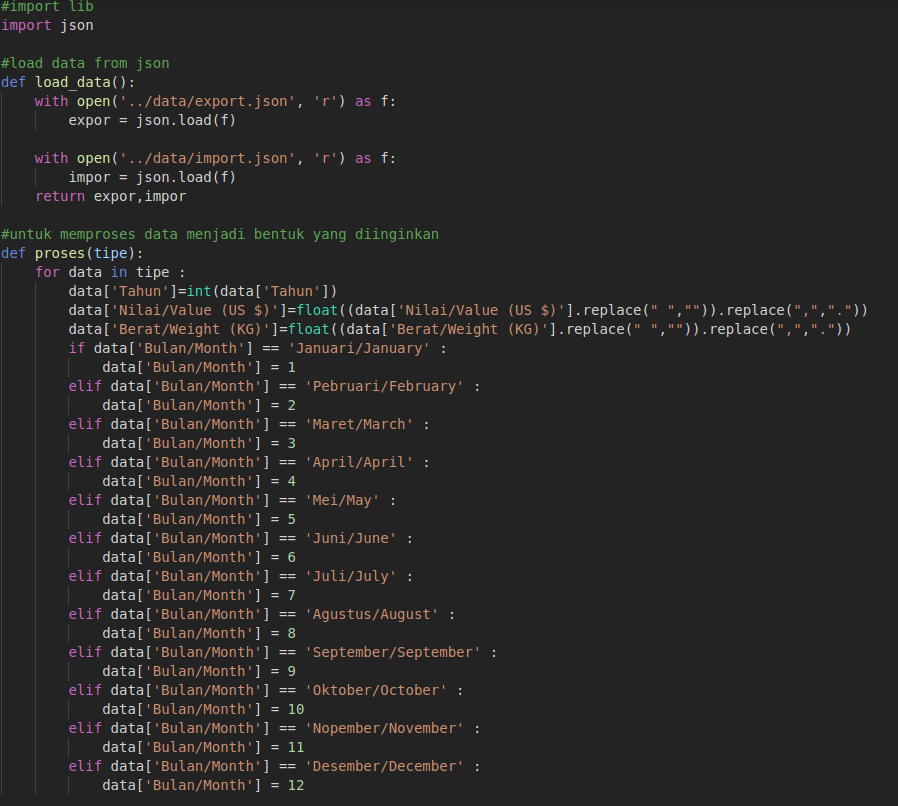 #import lib
import json
#load data from json
def load_data():
with open('../data/export.json', 'r') as f:
expor = json.load(f)
with open('../data/import.json', 'r') as f:
impor = json.load(f)
return expor,impor
#untuk memproses data menjadi bentuk yang diinginkan
def proses(tipe):
for data in tipe :
data['Tahun']=int(data['Tahun'])
data['Nilai/Value (US $)']=float((data['Nilai/Value (US $)'].replace(" ","")).replace(",","."))
data['Berat/Weight (KG)']=float((data['Berat/Weight (KG)'].replace(" ","")).replace(",","."))
if data['Bulan/Month'] == 'Januari/January' :
data['Bulan/Month'] = 1
elif data['Bulan/Month'] == 'Pebruari/February' :
data['Bulan/Month'] = 2
elif data['Bulan/Month'] == 'Maret/March' :
data['Bulan/Month'] = 3
elif data['Bulan/Month'] == 'April/April' :
data['Bulan/Month'] = 4
elif data['Bulan/Month'] == 'Mei/May' :
data['Bulan/Month'] = 5
elif data['Bulan/Month'] == 'Juni/June' :
data['Bulan/Month'] = 6
elif data['Bulan/Month'] == 'Juli/July' :
data['Bulan/Month'] = 7
elif data['Bulan/Month'] == 'Agustus/August' :
data['Bulan/Month'] = 8
elif data['Bulan/Month'] == 'September/September' :
data['Bulan/Month'] = 9
elif data['Bulan/Month'] == 'Oktober/October' :
data['Bulan/Month'] = 10
elif data['Bulan/Month'] == 'Nopember/November' :
data['Bulan/Month'] = 11
elif data['Bulan/Month'] == 'Desember/December' :
data['Bulan/Month'] = 12